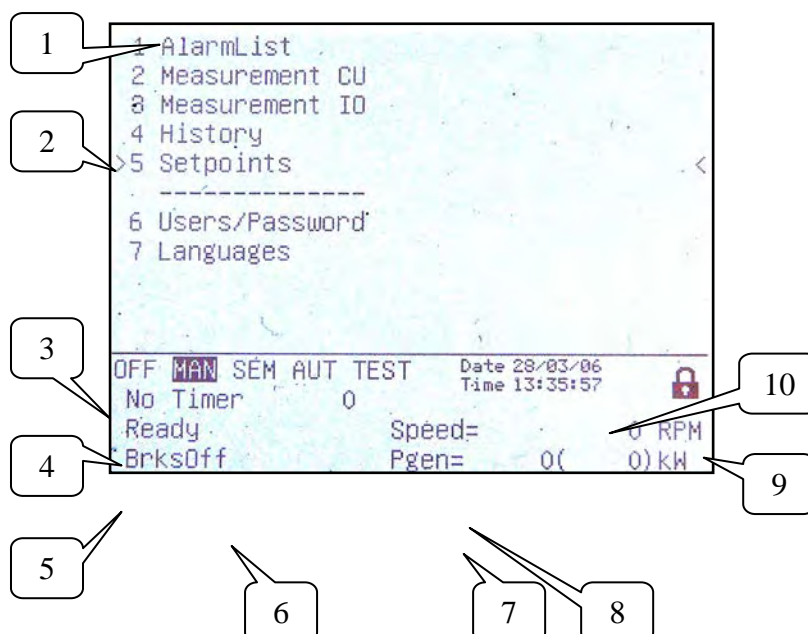 1
1 AlarmList
2 Measurement CU
3 Measurement IO
4 History
2
>5 Setpoints <
--------------
6 Users/Password
7 Languages
3
OFF MAN SEM AUT TEST Date 28/03/06
Time 13:35:57
10
No Timer 0
Ready Speed= 0 RPM
4
BrksOff Pgen= 0( 0)kW
9
5
6
7
8